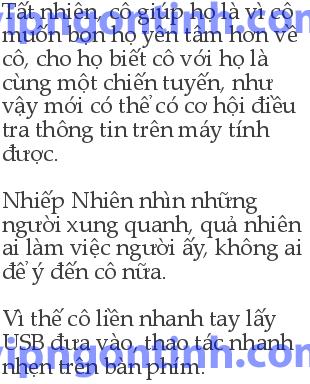 Tất nhiên, cô giúp họ là vì cô
muốn bọn họ yên tâm hơn về
cô, cho họ biết cô với họ là
cùng một chiến tuyến, như
vậy mới có thể có cơ hội điều
tra thông tin trên máy tính
được.
Nhiếp Nhiên nhìn những
người xung quanh, quả nhiên
ai làm việc người ấy, không ai
để ý đến cô nữa.
Vì thế cô liền nhanh tay lấy
USB đưa vào, thao tác nhanh
nhẹn trên bàn phím.